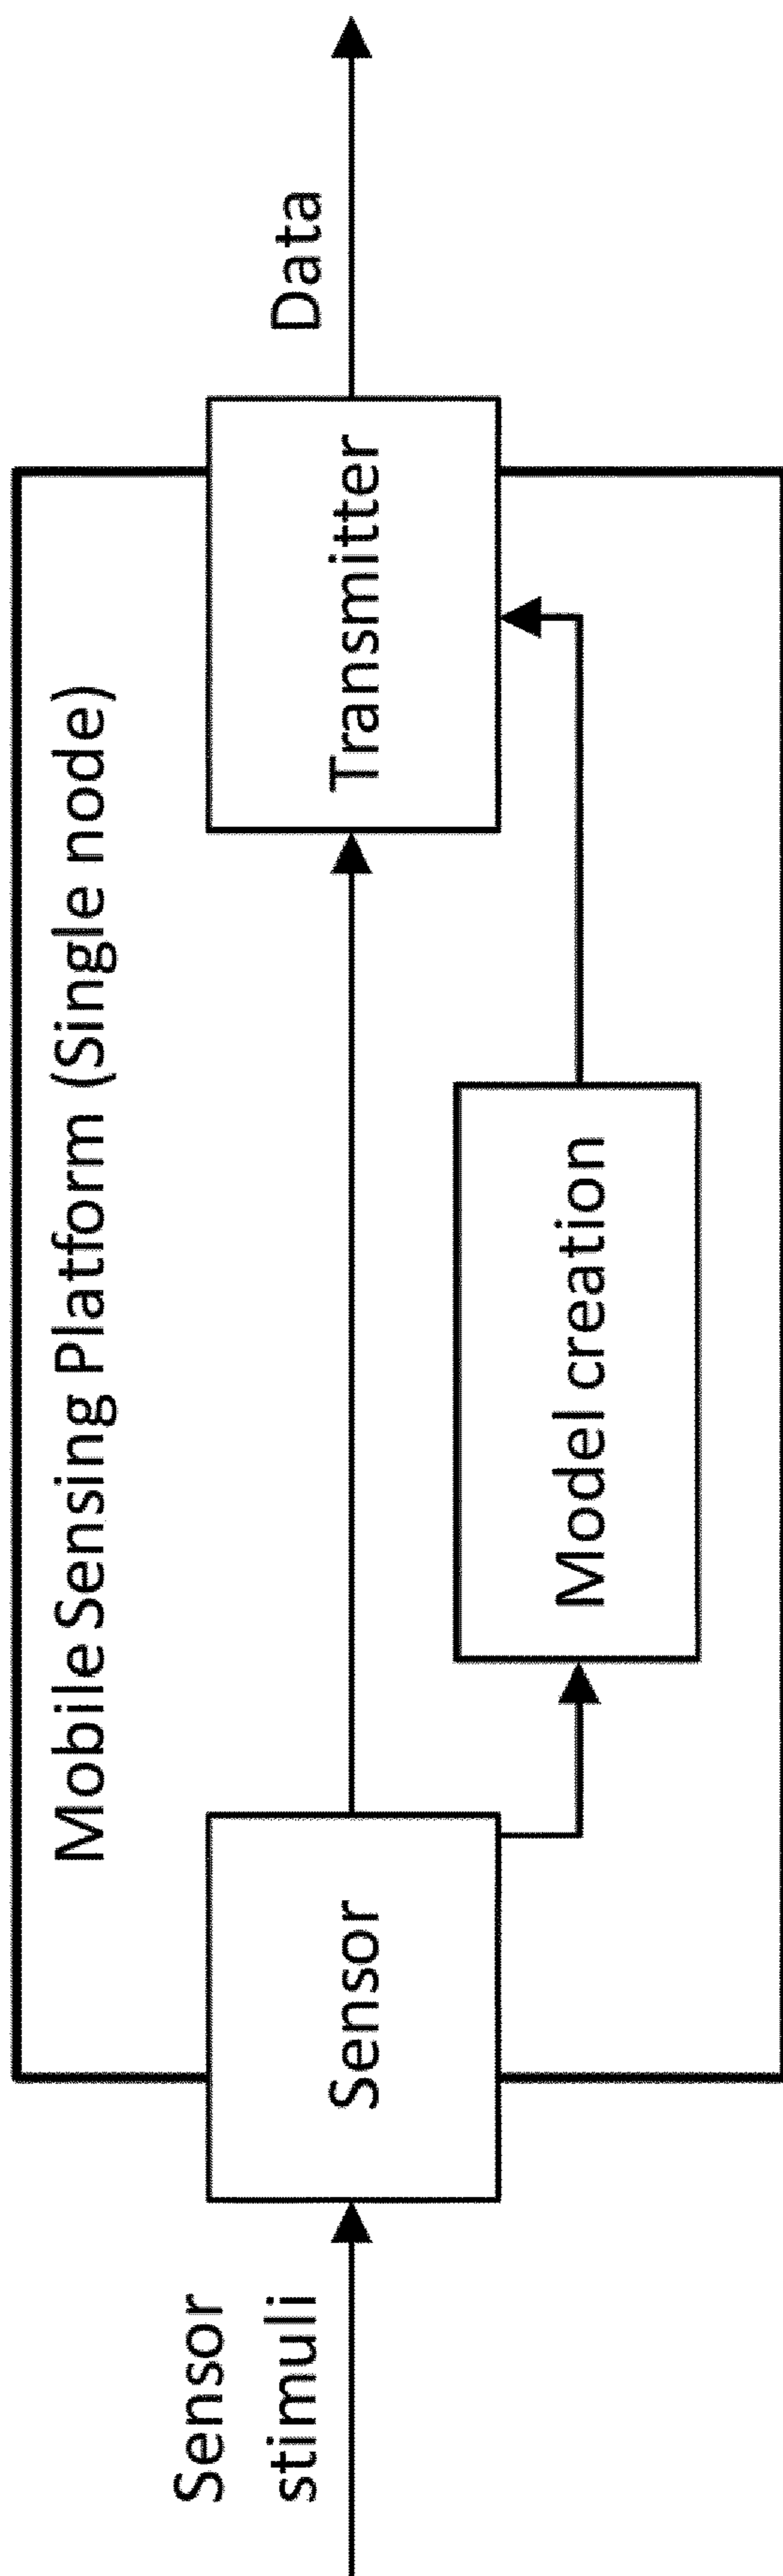 Mobile Sensing Platform (Single node)
Sensor
stimuli
Sensor
Transmitter
Data
Model creation